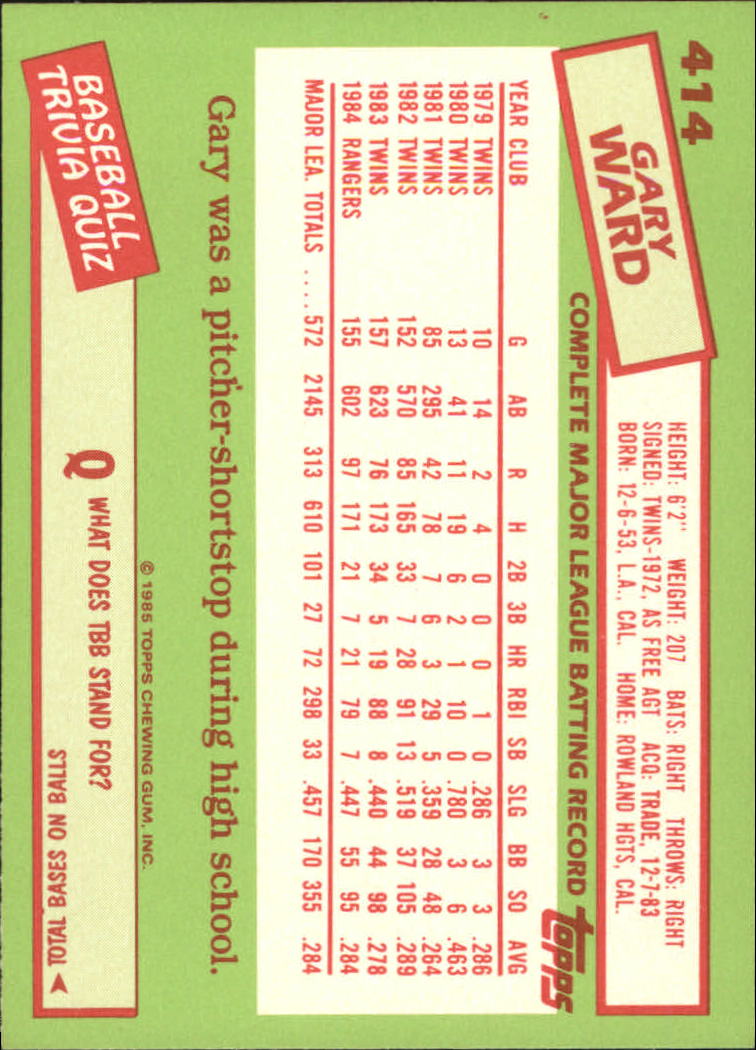 414
GARY
WARD
HEIGHT: 6'2" WEIGHT: 207 BATS: RIGHT THROWS: RIGHT
SIGNED: TWINS-1972, AS FREE AGT ACQ: TRADE, 12-7-83
BORN: 12-6-53, L.A., CAL. HOME: ROWLAND HGTS, CAL.
COMPLETE MAJOR LEAGUE BATTING RECORD topps
YEAR CLUB G AB R H 2B 3B HR RBI SB SLG BB SO AVG
1979 TWINS 10 14 2 4 0 0 0 1 0 .286 3 3 .286
1980 TWINS 13 41 11 19 6 2 1 10 0 .780 3 6 .463
1981 TWINS 85 295 42 78 7 6 3 29 5 .359 28 48 .264
1982 TWINS 152 570 85 165 33 7 28 91 13 .519 37 105 .289
1983 TWINS 157 623 76 173 34 5 19 88 8 .440 44 98 .278
1984 RANGERS 155 602 97 171 21 7 21 79 7 .447 55 95 .284
MAJOR LEA. TOTALS .... 572 2145 313 610 101 27 72 298 33 .457 170 355 .284
Gary was a pitcher-shortstop during high school.
© 1985 TOPPS CHEWING GUM, INC.
BASEBALL
TRIVIA QUIZ
Q WHAT DOES TBB STAND FOR?
TOTAL BASES ON BALLS